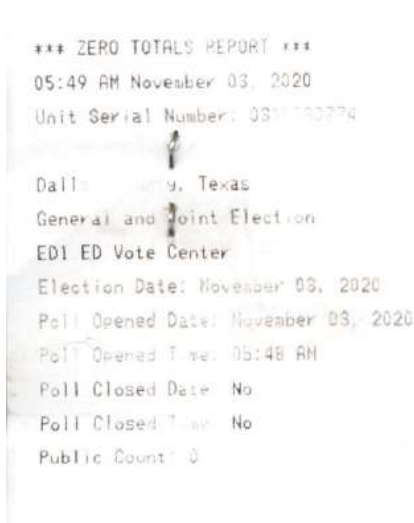 *** ZERO TOTALS REPORT ***
05:49 AM November 03, 2020
Unit Serial Number:
Texas
General and Joint Election
ED1 ED Vote Center
Election Date: November 03, 2020
Poll Opened Date: November 03, 2020
Poll Opened Time: 05:48 AM
Poll Closed Date: No
Poll Closed Time: No
Public Count: 0